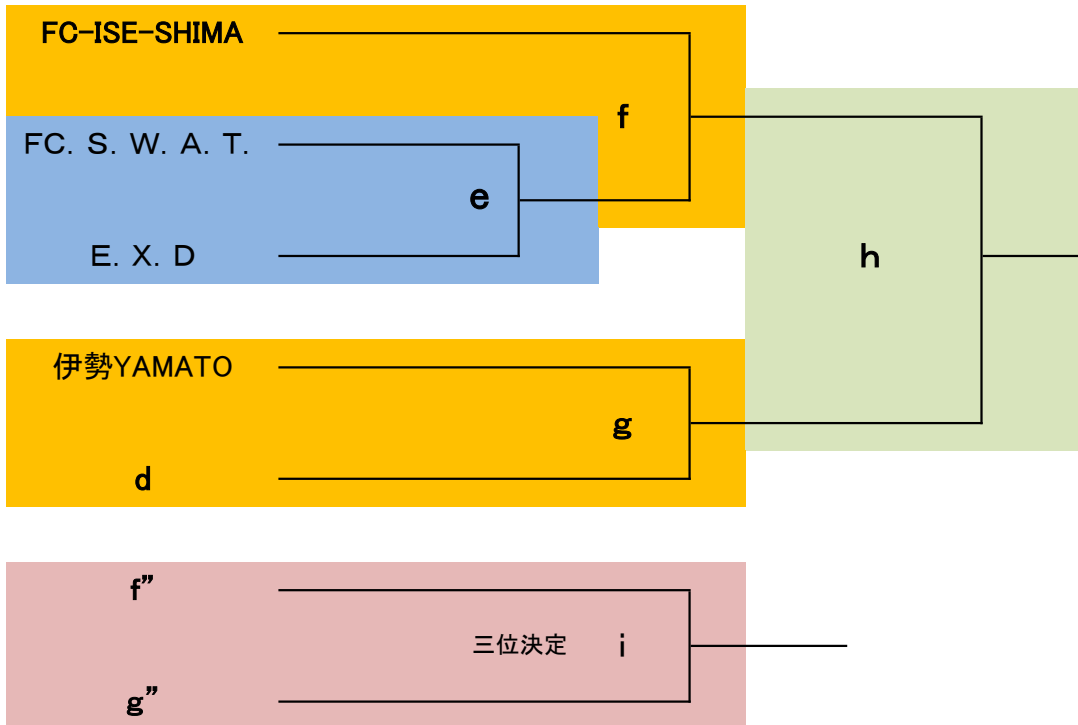 FC-ISE-SHIMA
f
FC．S．W．A．T．
e
h
E．X．D
伊勢YAMATO
g
d
f”
三位決定 i
g”